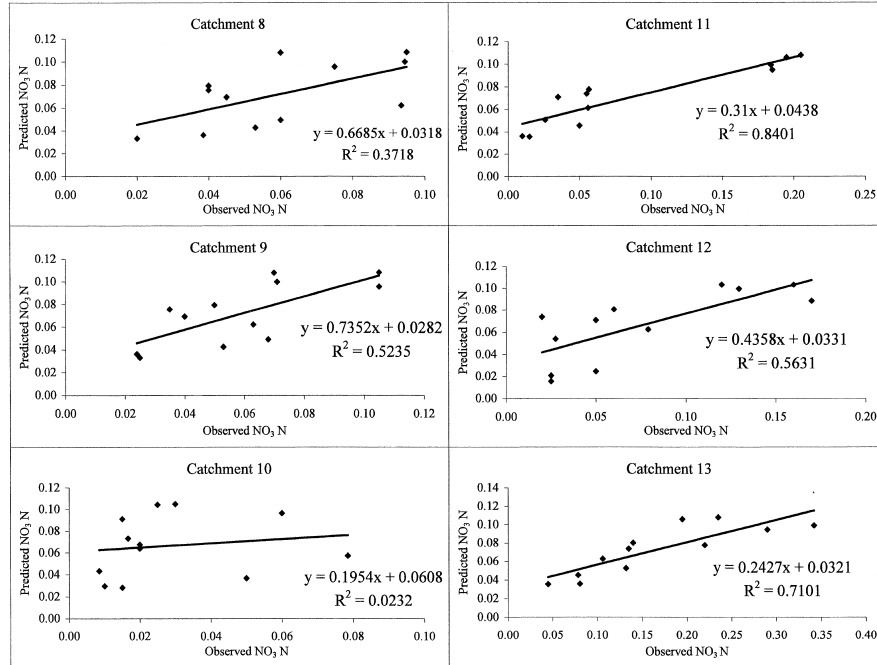 Catchment 8
Predicted NO₃ N
0.12
0.10
0.08
0.06
0.04
0.02
0.00
y = 0.6685x + 0.0318
R² = 0.3718
0.00 0.02 0.04 0.06 0.08 0.10
Observed NO₃ N
Catchment 11
Predicted NO₃ N
0.12
0.10
0.08
0.06
0.04
0.02
0.00
y = 0.31x + 0.0438
R² = 0.8401
0.00 0.05 0.10 0.15 0.20 0.25
Observed NO₃ N
Catchment 9
Predicted NO₃ N
0.12
0.10
0.08
0.06
0.04
0.02
0.00
y = 0.7352x + 0.0282
R² = 0.5235
0.00 0.02 0.04 0.06 0.08 0.10 0.12
Observed NO₃ N
Catchment 12
Predicted NO₃ N
0.12
0.10
0.08
0.06
0.04
0.02
0.00
y = 0.4358x + 0.0331
R² = 0.5631
0.00 0.05 0.10 0.15 0.20
Observed NO₃ N
Catchment 10
Predicted NO₃ N
0.12
0.10
0.08
0.06
0.04
0.02
0.00
y = 0.1954x + 0.0608
R² = 0.0232
0.00 0.02 0.04 0.06 0.08 0.10
Observed NO₃ N
Catchment 13
Predicted NO₃ N
0.14
0.12
0.10
0.08
0.06
0.04
0.02
0.00
y = 0.2427x + 0.0321
R² = 0.7101
0.00 0.05 0.10 0.15 0.20 0.25 0.30 0.35 0.40
Observed NO₃ N